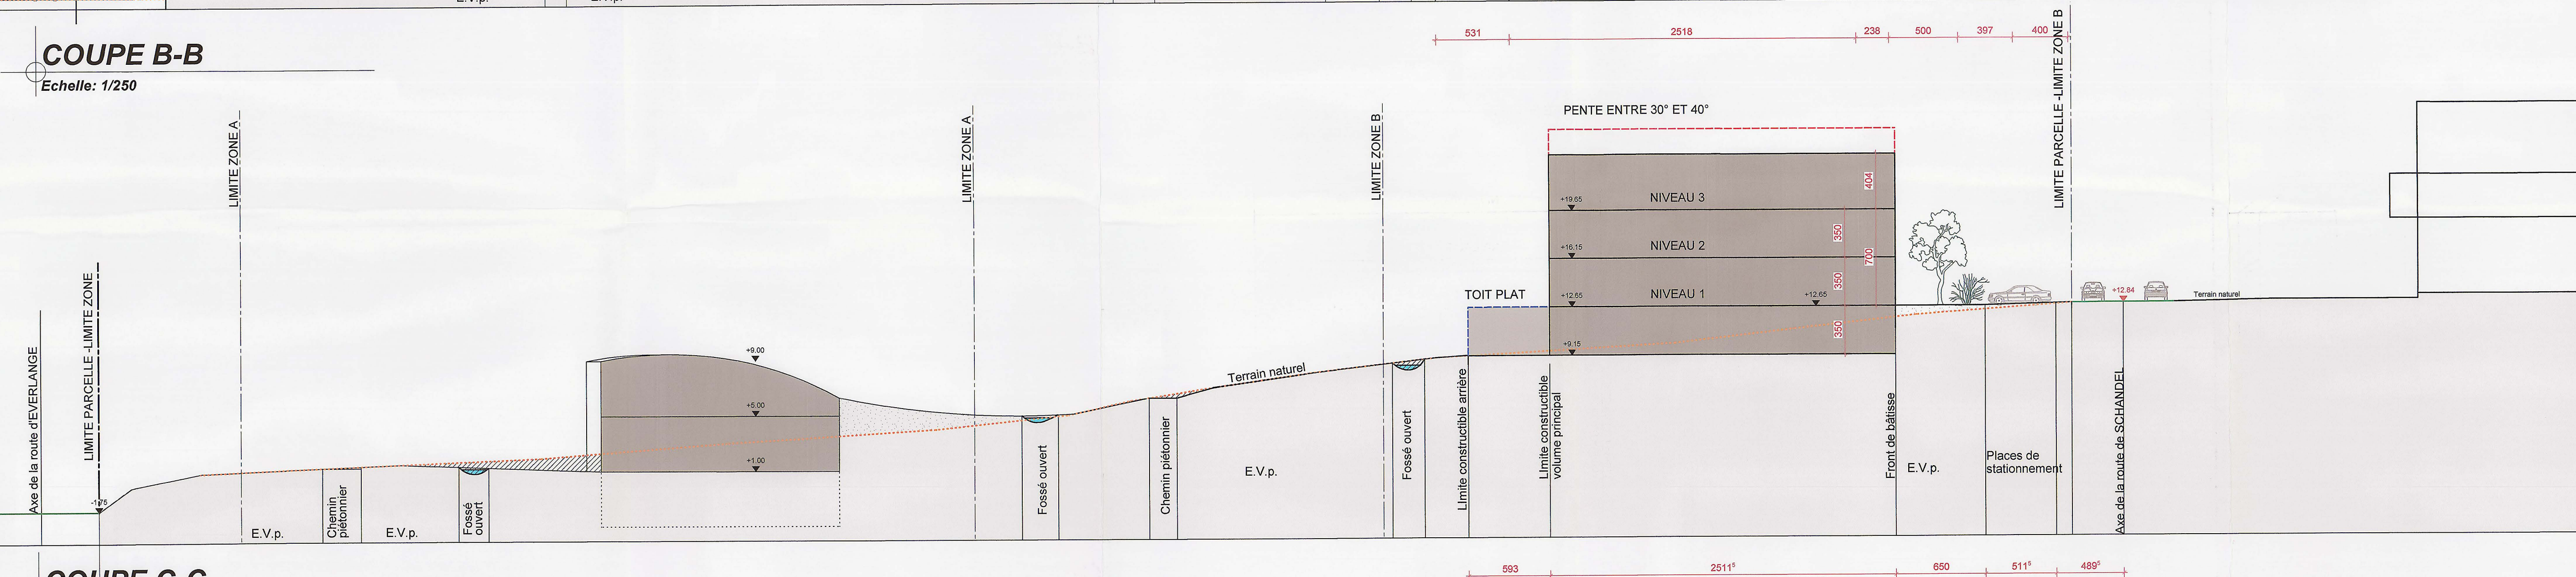 E.V.p.
E.V.p.
COUPE B-B
Echelle: 1/250
531
2518
238
500
397
400
LIMITE ZONE A
LIMITE ZONE A
LIMITE ZONE B
LIMITE PARCELLE -LIMITE ZONE B
PENTE ENTRE 30° ET 40°
NIVEAU 3
+19.65
404
NIVEAU 2
+16.15
350
700
TOIT PLAT
NIVEAU 1
+12.65
+12.65
350
+12.84
Terrain naturel
350
+9.15
Axe de la route d'EVERLANGE
LIMITE PARCELLE -LIMITE ZONE
-1.75
+9.00
+5.00
+1.00
Terrain naturel
E.V.p.
Chemin
piétonnier
E.V.p.
Fossé
ouvert
Fossé ouvert
Chemin piétonnier
E.V.p.
Fossé ouvert
LImite constructible arrière
LImite constructible
volume principal
Front de bâtisse
E.V.p.
Places de
stationnement
Axe de la route de SCHANDEL
COUPE C-C
593
2511⁵
650
511⁵
489⁵